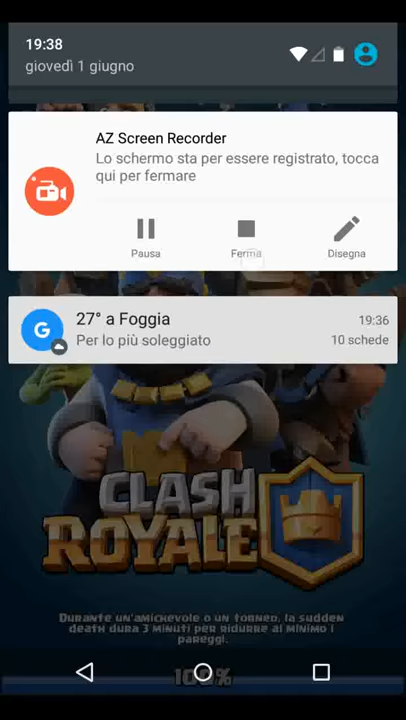 19:38
giovedì 1 giugno
AZ Screen Recorder
Lo schermo sta per essere registrato, tocca
qui per fermare
Pausa
Ferma
Disegna
G
27° a Foggia
19:36
Per lo più soleggiato
10 schede
CLASH
ROYALE
Durante un'amichevole o un torneo, la sudden
death dura 3 minuti per ridurre al minimo i
pareggi.
100%